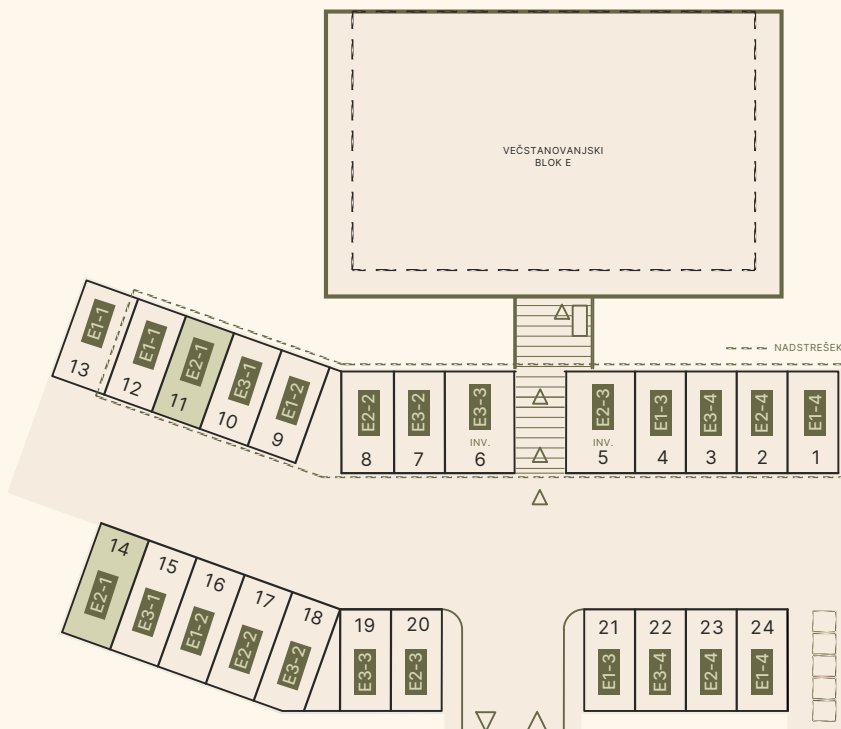 VEČSTANOVANJSKI
BLOK E
NADSTREŠEK
E1-1
13
E1-1
12
E2-1
11
E3-1
10
E1-2
9
E2-2
8
E3-2
7
E3-3
INV.
6
E2-3
INV.
5
E1-3
4
E3-4
3
E2-4
2
E1-4
1
14
E2-1
15
E3-1
16
E1-2
17
E2-2
18
E3-2
19
E3-3
20
E2-3
21
E1-3
22
E3-4
23
E2-4
24
E1-4